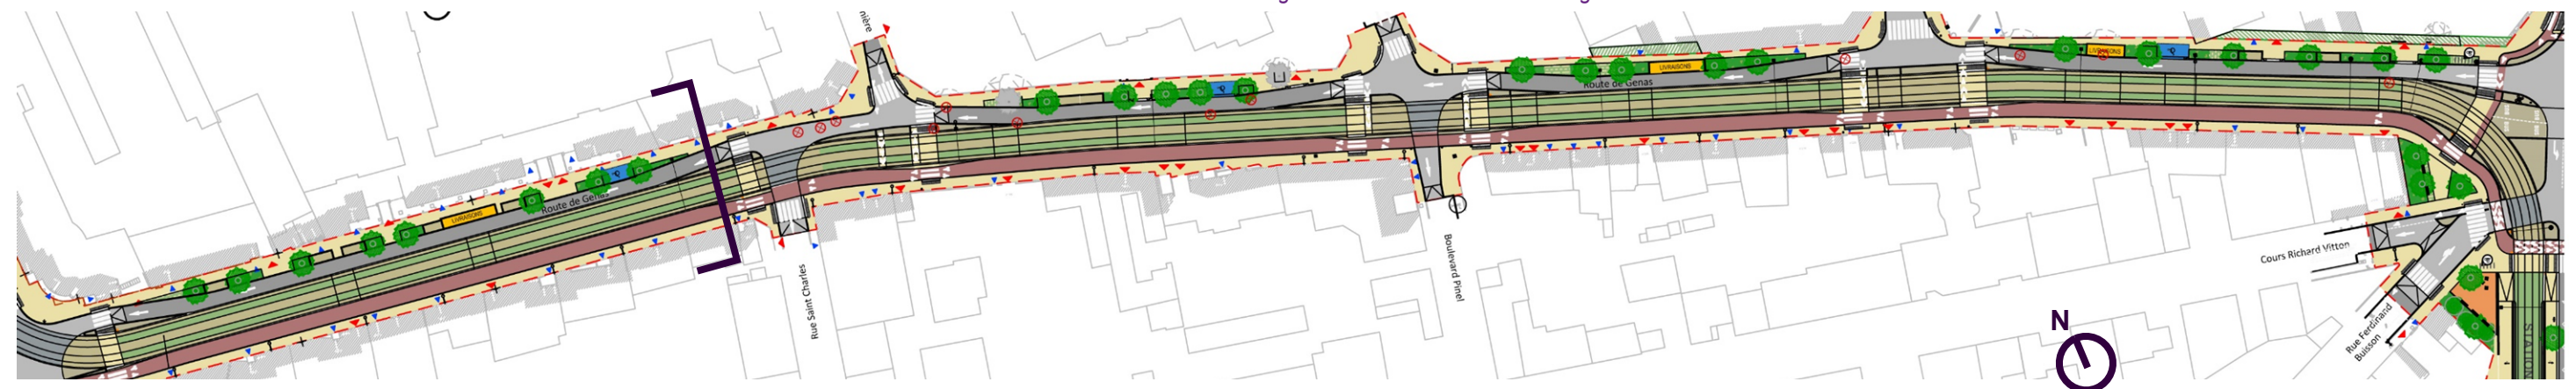 nière
LIVRAISONS
P
Route de Genas
LIVRAISONS
P
Route de Genas
P
LIVRAISONS
Rue Saint Charles
Boulevard Pinel
Cours Richard Vitton
Rue Ferdinand
Buisson
STATION
N